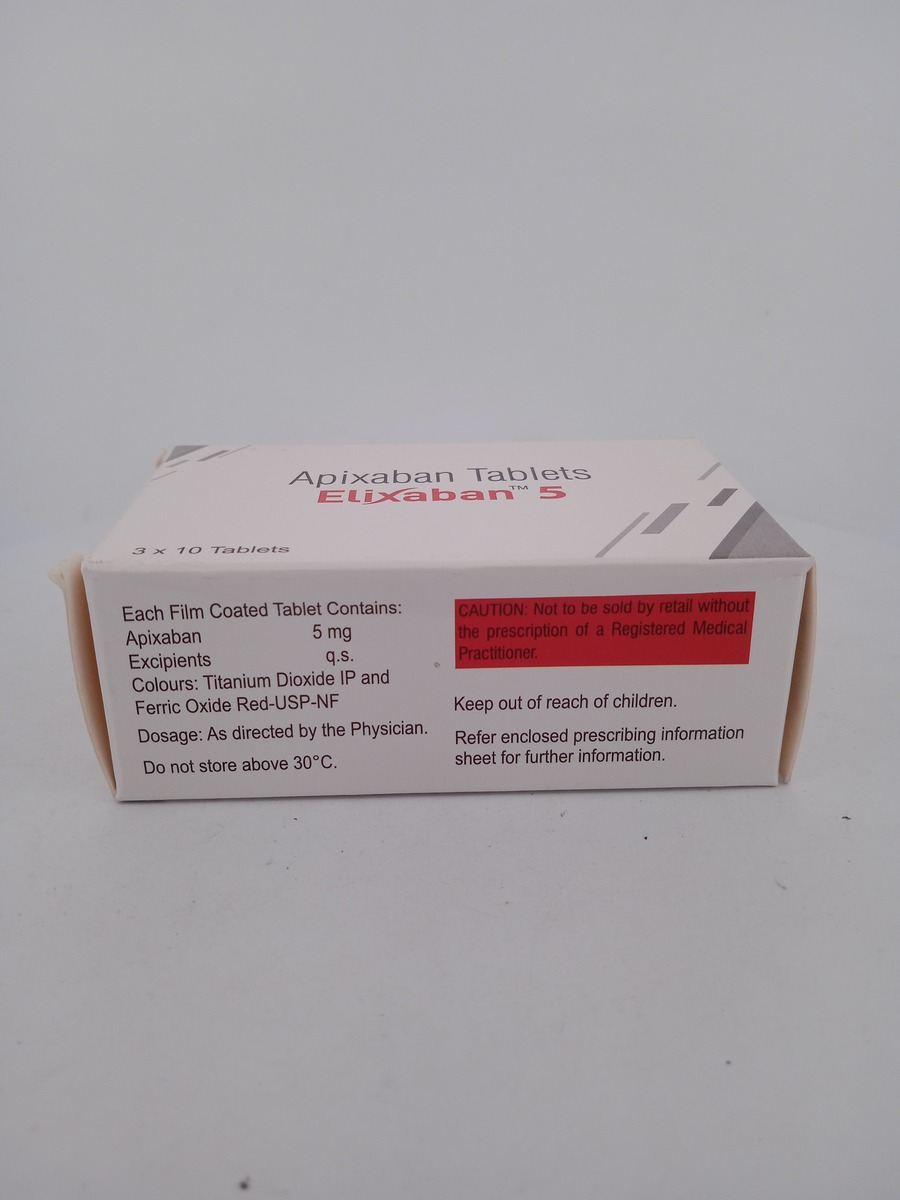 Apixaban Tablets
Elixaban™ 5
3 x 10 Tablets
Each Film Coated Tablet Contains:
Apixaban 5 mg
Excipients q.s.
Colours: Titanium Dioxide IP and
Ferric Oxide Red-USP-NF
Dosage: As directed by the Physician.
Do not store above 30°C.
CAUTION: Not to be sold by retail without
the prescription of a Registered Medical
Practitioner.
Keep out of reach of children.
Refer enclosed prescribing information
sheet for further information.